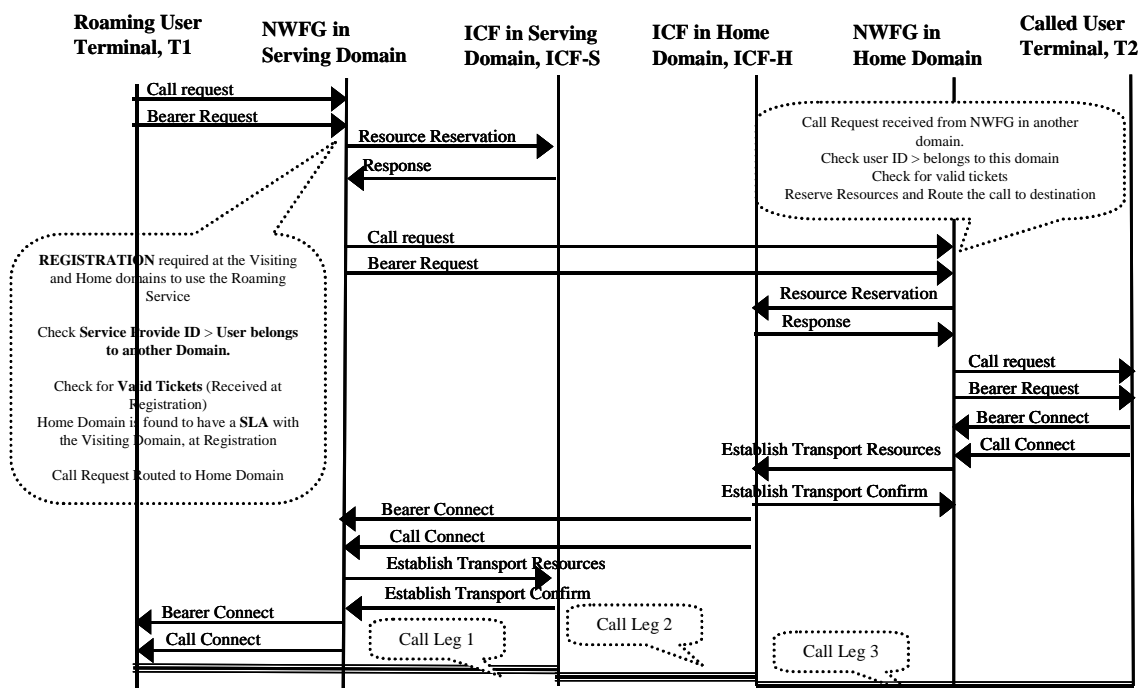 Roaming User
Terminal, T1
NWFG in
Serving Domain
ICF in Serving
Domain, ICF-S
ICF in Home
Domain, ICF-H
NWFG in
Home Domain
Called User
Terminal, T2
Call request
Bearer Request
Resource Reservation
Response
Call Request received from NWFG in another
domain.
Check user ID > belongs to this domain
Check for valid tickets
Reserve Resources and Route the call to destination
REGISTRATION required at the Visiting
and Home domains to use the Roaming
Service
Check Service Provide ID > User belongs
to another Domain.
Check for Valid Tickets (Received at
Registration)
Home Domain is found to have a SLA with
the Visiting Domain, at Registration
Call Request Routed to Home Domain
Call request
Bearer Request
Resource Reservation
Response
Call request
Bearer Request
Bearer Connect
Call Connect
Establish Transport Resources
Establish Transport Confirm
Bearer Connect
Call Connect
Establish Transport Resources
Establish Transport Confirm
Bearer Connect
Call Connect
Call Leg 1
Call Leg 2
Call Leg 3